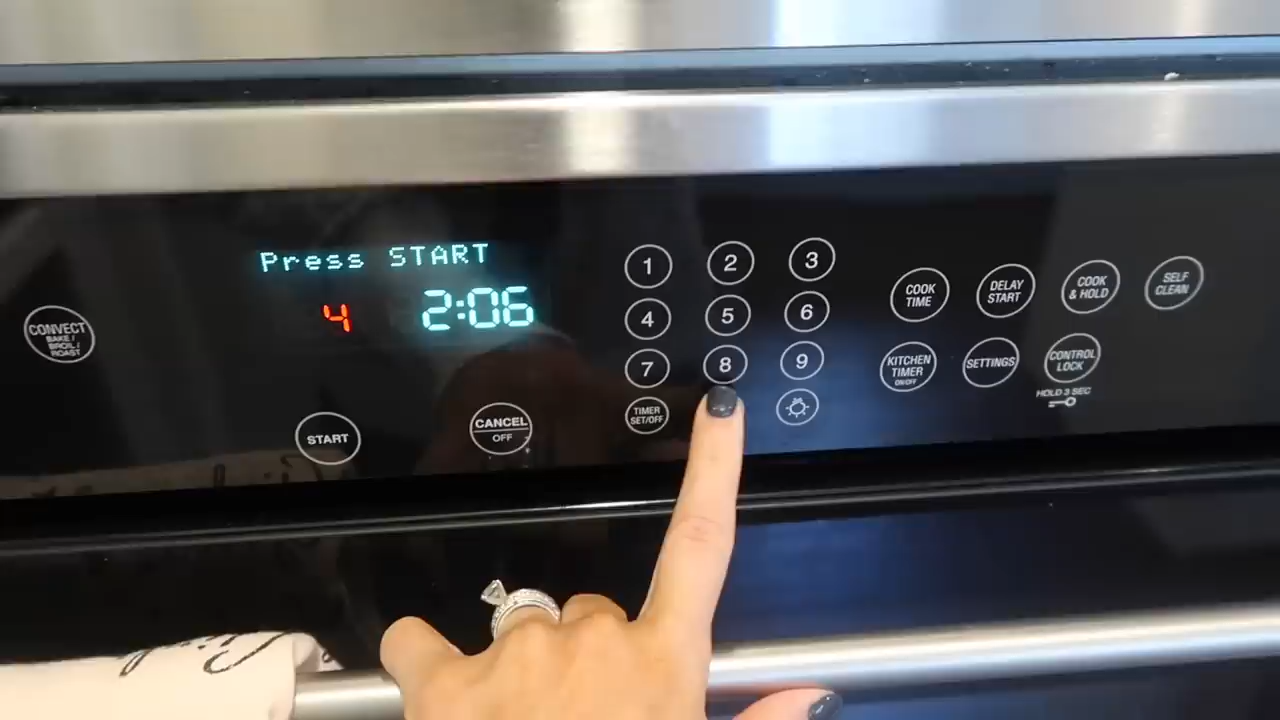 Press START
4 2:06
CONVECT
BAKE /
BROIL /
ROAST
START
CANCEL
OFF
1 2 3
4 5 6
7 8 9
TIMER
SET/OFF
COOK
TIME
DELAY
START
COOK
& HOLD
SELF
CLEAN
KITCHEN
TIMER
ON/OFF
SETTINGS
CONTROL
LOCK
HOLD 3 SEC